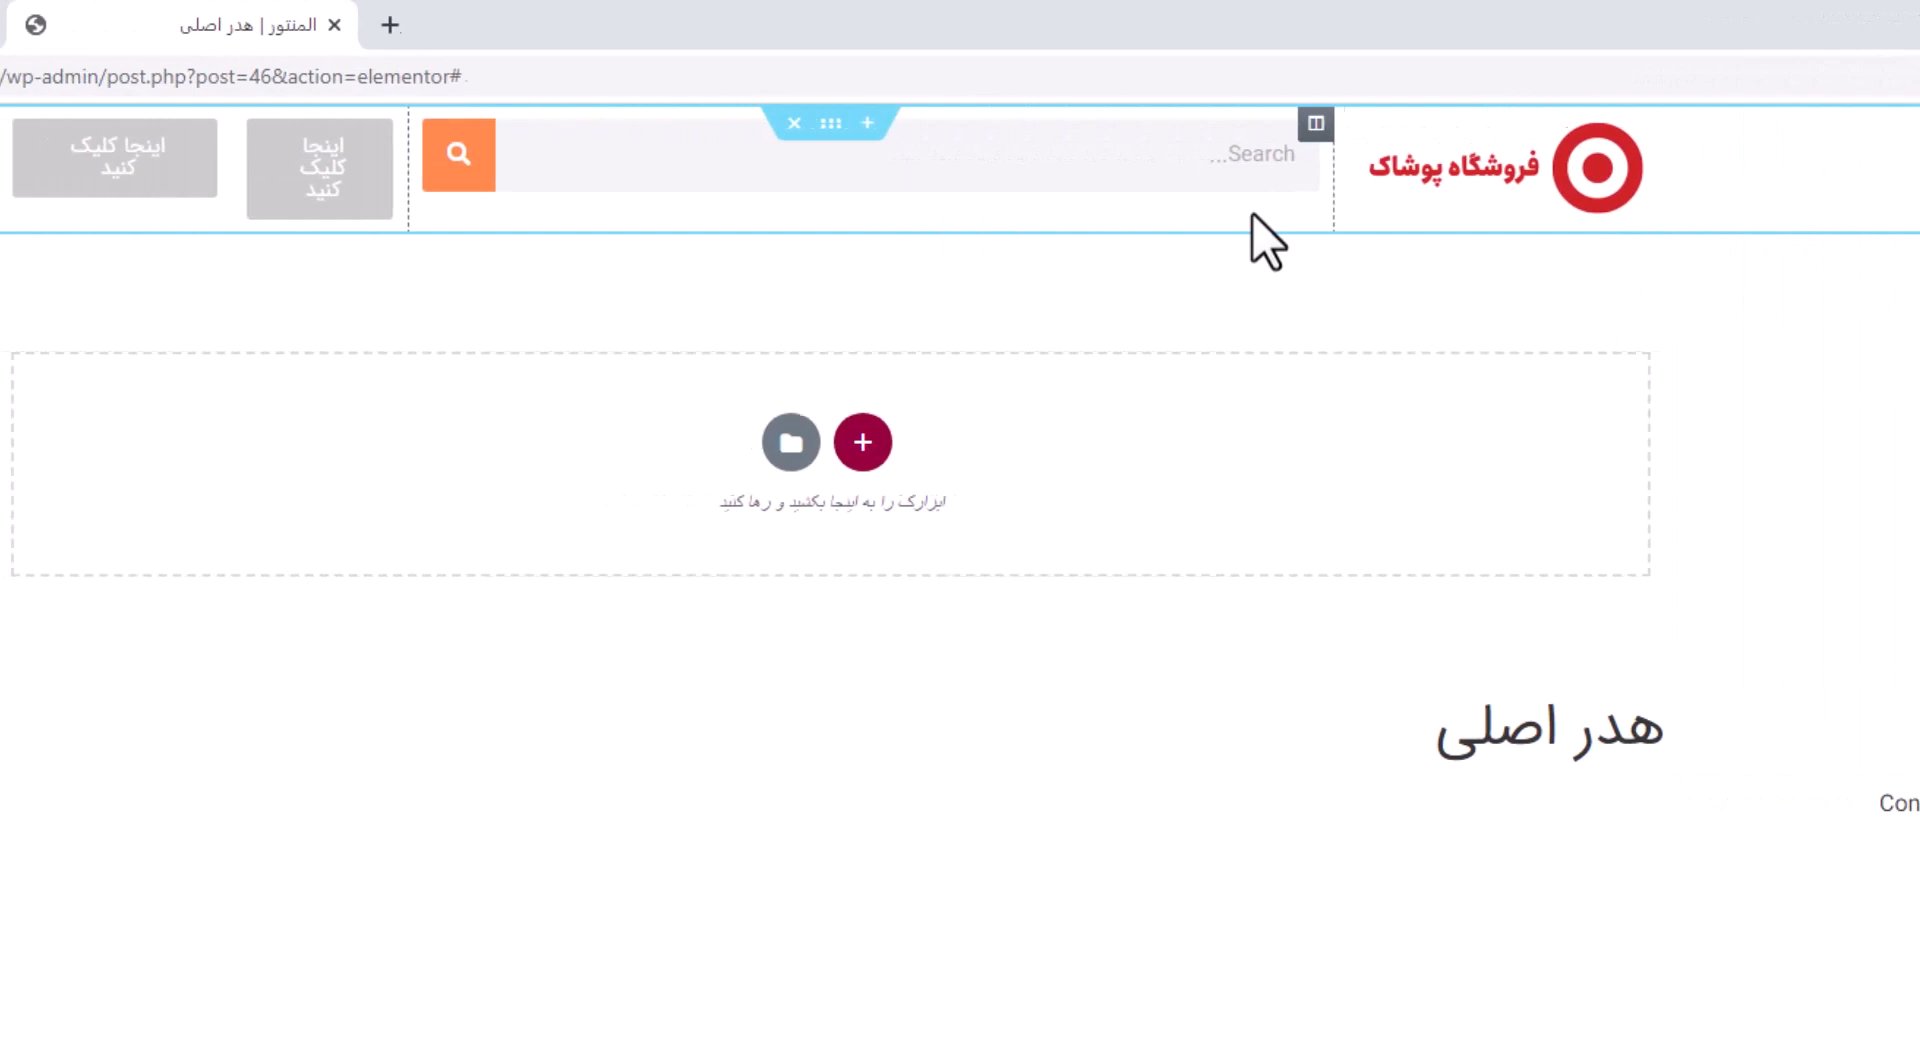 المنتور | هدر اصلی
/wp-admin/post.php?post=46&action=elementor#
فروشگاه پوشاک
Search...
اینجا
کلیک
کنید
اینجا کلیک
کنید
ابزارک را به اینجا بکشید و رها کنید
هدر اصلی
Con